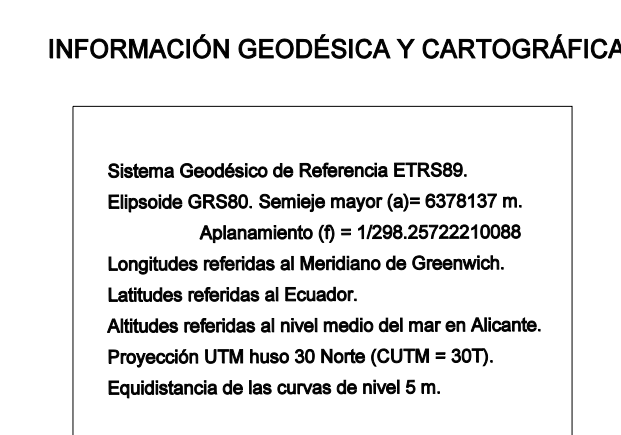 INFORMACIÓN GEODÉSICA Y CARTOGRÁFICA
Sistema Geodésico de Referencia ETRS89.
Elipsoide GRS80. Semieje mayor (a)= 6378137 m.
Aplanamiento (f) = 1/298.25722210088
Longitudes referidas al Meridiano de Greenwich.
Latitudes referidas al Ecuador.
Altitudes referidas al nivel medio del mar en Alicante.
Proyección UTM huso 30 Norte (CUTM = 30T).
Equidistancia de las curvas de nivel 5 m.